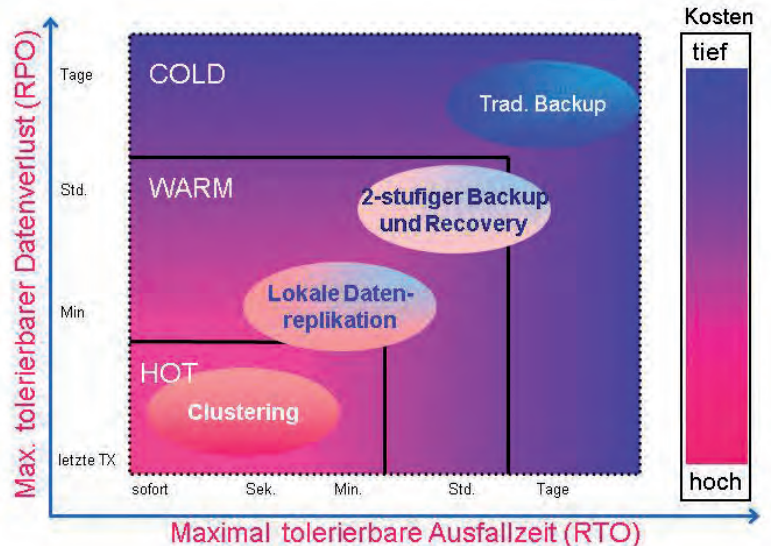 Kosten
tief
hoch
Max. tolerierbarer Datenverlust (RPO)
Tage
Std.
Min
letzte TX
COLD
Trad. Backup
WARM
2-stufiger Backup
und Recovery
Lokale Daten-
replikation
HOT
Clustering
sofort
Sek.
Min.
Std.
Tage
Maximal tolerierbare Ausfallzeit (RTO)